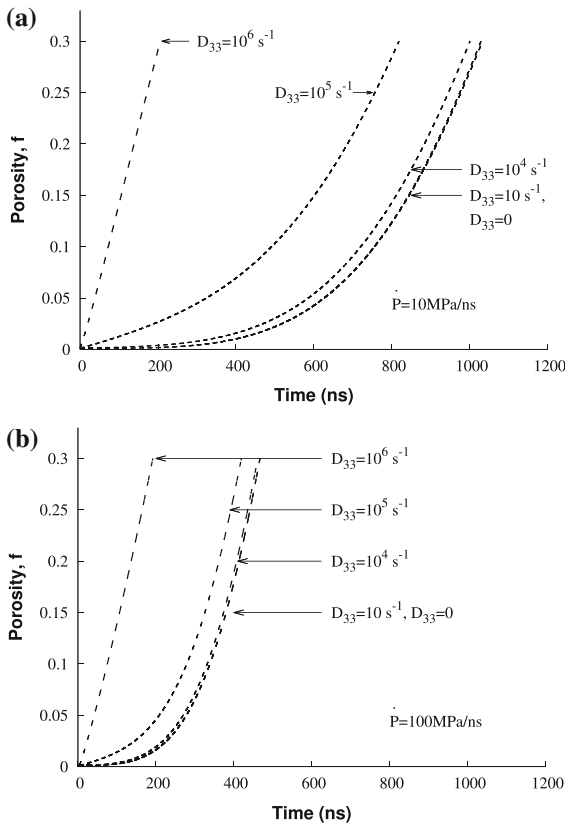 (a)
0.3
D33=10^6 s^-1
0.25
D33=10^5 s^-1
0.2
D33=10^4 s^-1
0.15
D33=10 s^-1,
D33=0
0.1
0.05
Ṗ=10MPa/ns
0
Porosity, f
0 200 400 600 800 1000 1200
Time (ns)
(b)
0.3
D33=10^6 s^-1
0.25
D33=10^5 s^-1
0.2
D33=10^4 s^-1
0.15
D33=10 s^-1, D33=0
0.1
0.05
Ṗ=100MPa/ns
0
Porosity, f
0 200 400 600 800 1000 1200
Time (ns)